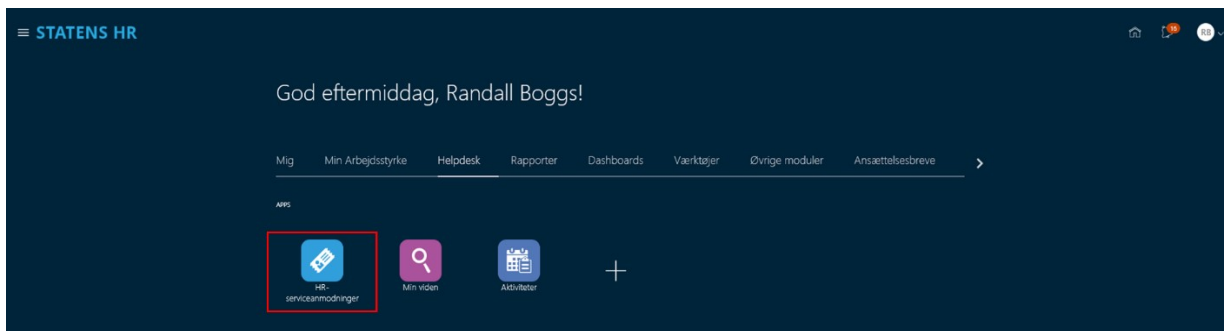 STATENS HR
16
RB
God eftermiddag, Randall Boggs!
Mig Min Arbejdsstyrke Helpdesk Rapporter Dashboards Værktøjer Øvrige moduler Ansættelsesbreve
APPS
HR-
serviceanmodninger
Min viden
Aktiviteter